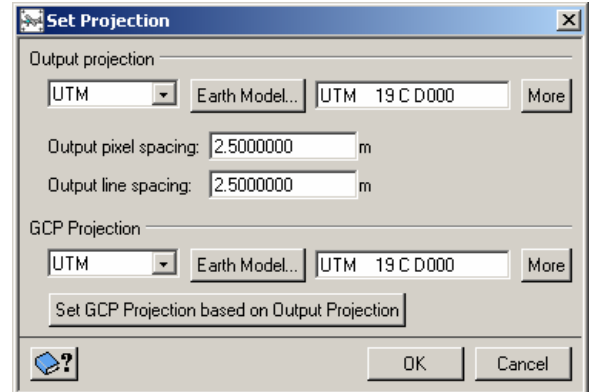 Set Projection
Output projection
UTM Earth Model... UTM 19 C D000 More
Output pixel spacing: 2.5000000 m
Output line spacing: 2.5000000 m
GCP Projection
UTM Earth Model... UTM 19 C D000 More
Set GCP Projection based on Output Projection
? OK Cancel